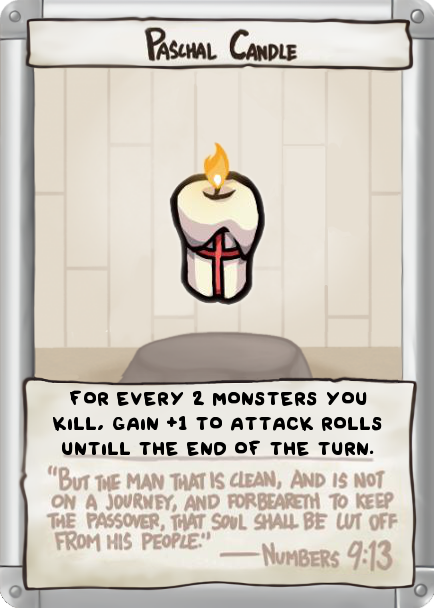 Paschal Candle
FOR EVERY 2 MONSTERS YOU
KILL, GAIN +1 TO ATTACK ROLLS
UNTILL THE END OF THE TURN.
"BUT THE MAN THAT IS CLEAN, AND IS NOT
ON A JOURNEY, AND FORBEARETH TO KEEP
THE PASSOVER, THAT SOUL SHALL BE CUT OFF
FROM HIS PEOPLE:"
—NUMBERS 9:13